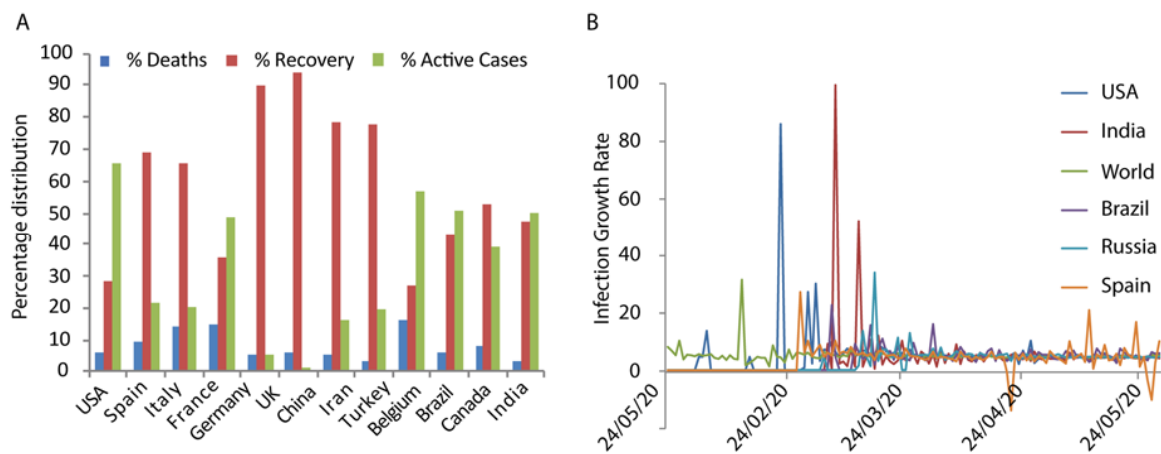 A
Percentage distribution
100
90
80
70
60
50
40
30
20
10
0
% Deaths
% Recovery
% Active Cases
USA
Spain
Italy
France
Germany
UK
China
Iran
Turkey
Belgium
Brazil
Canada
India
B
Infection Growth Rate
100
80
60
40
20
0
24/05/20
24/02/20
24/03/20
24/04/20
24/05/20
USA
India
World
Brazil
Russia
Spain